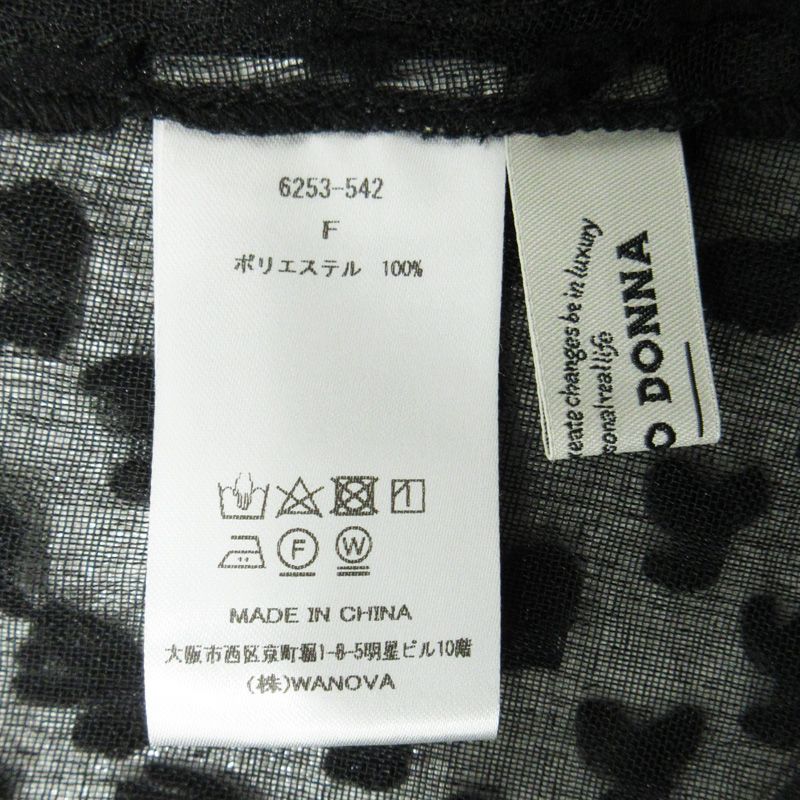 6253-542
F
ポリエステル 100%
F
W
MADE IN CHINA
大阪市西区京町堀1-8-5明星ビル10階
(株)WANOVA
eate changes be in luxury
sonal real life
O DONNA